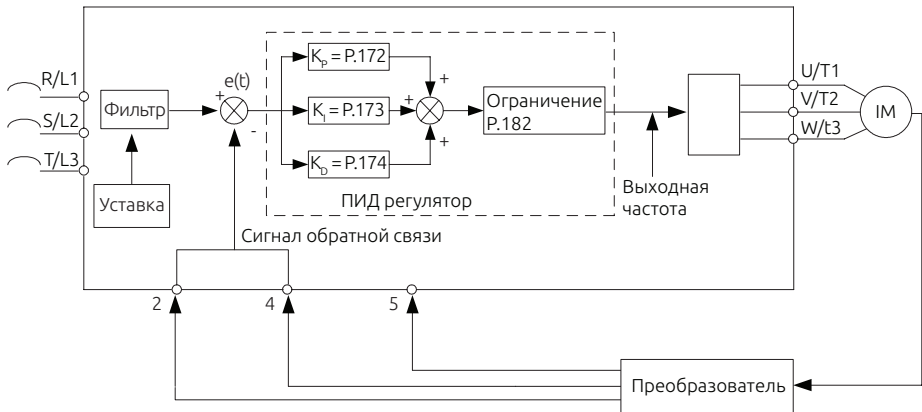 R/L1
S/L2
T/L3
Фильтр
Уставка
+
e(t)
-
K_P = P.172
K_I = P.173
K_D = P.174
+
+
+
ПИД регулятор
Ограничение
P.182
Выходная
частота
U/T1
V/T2
W/t3
IM
Сигнал обратной связи
2
4
5
Преобразователь